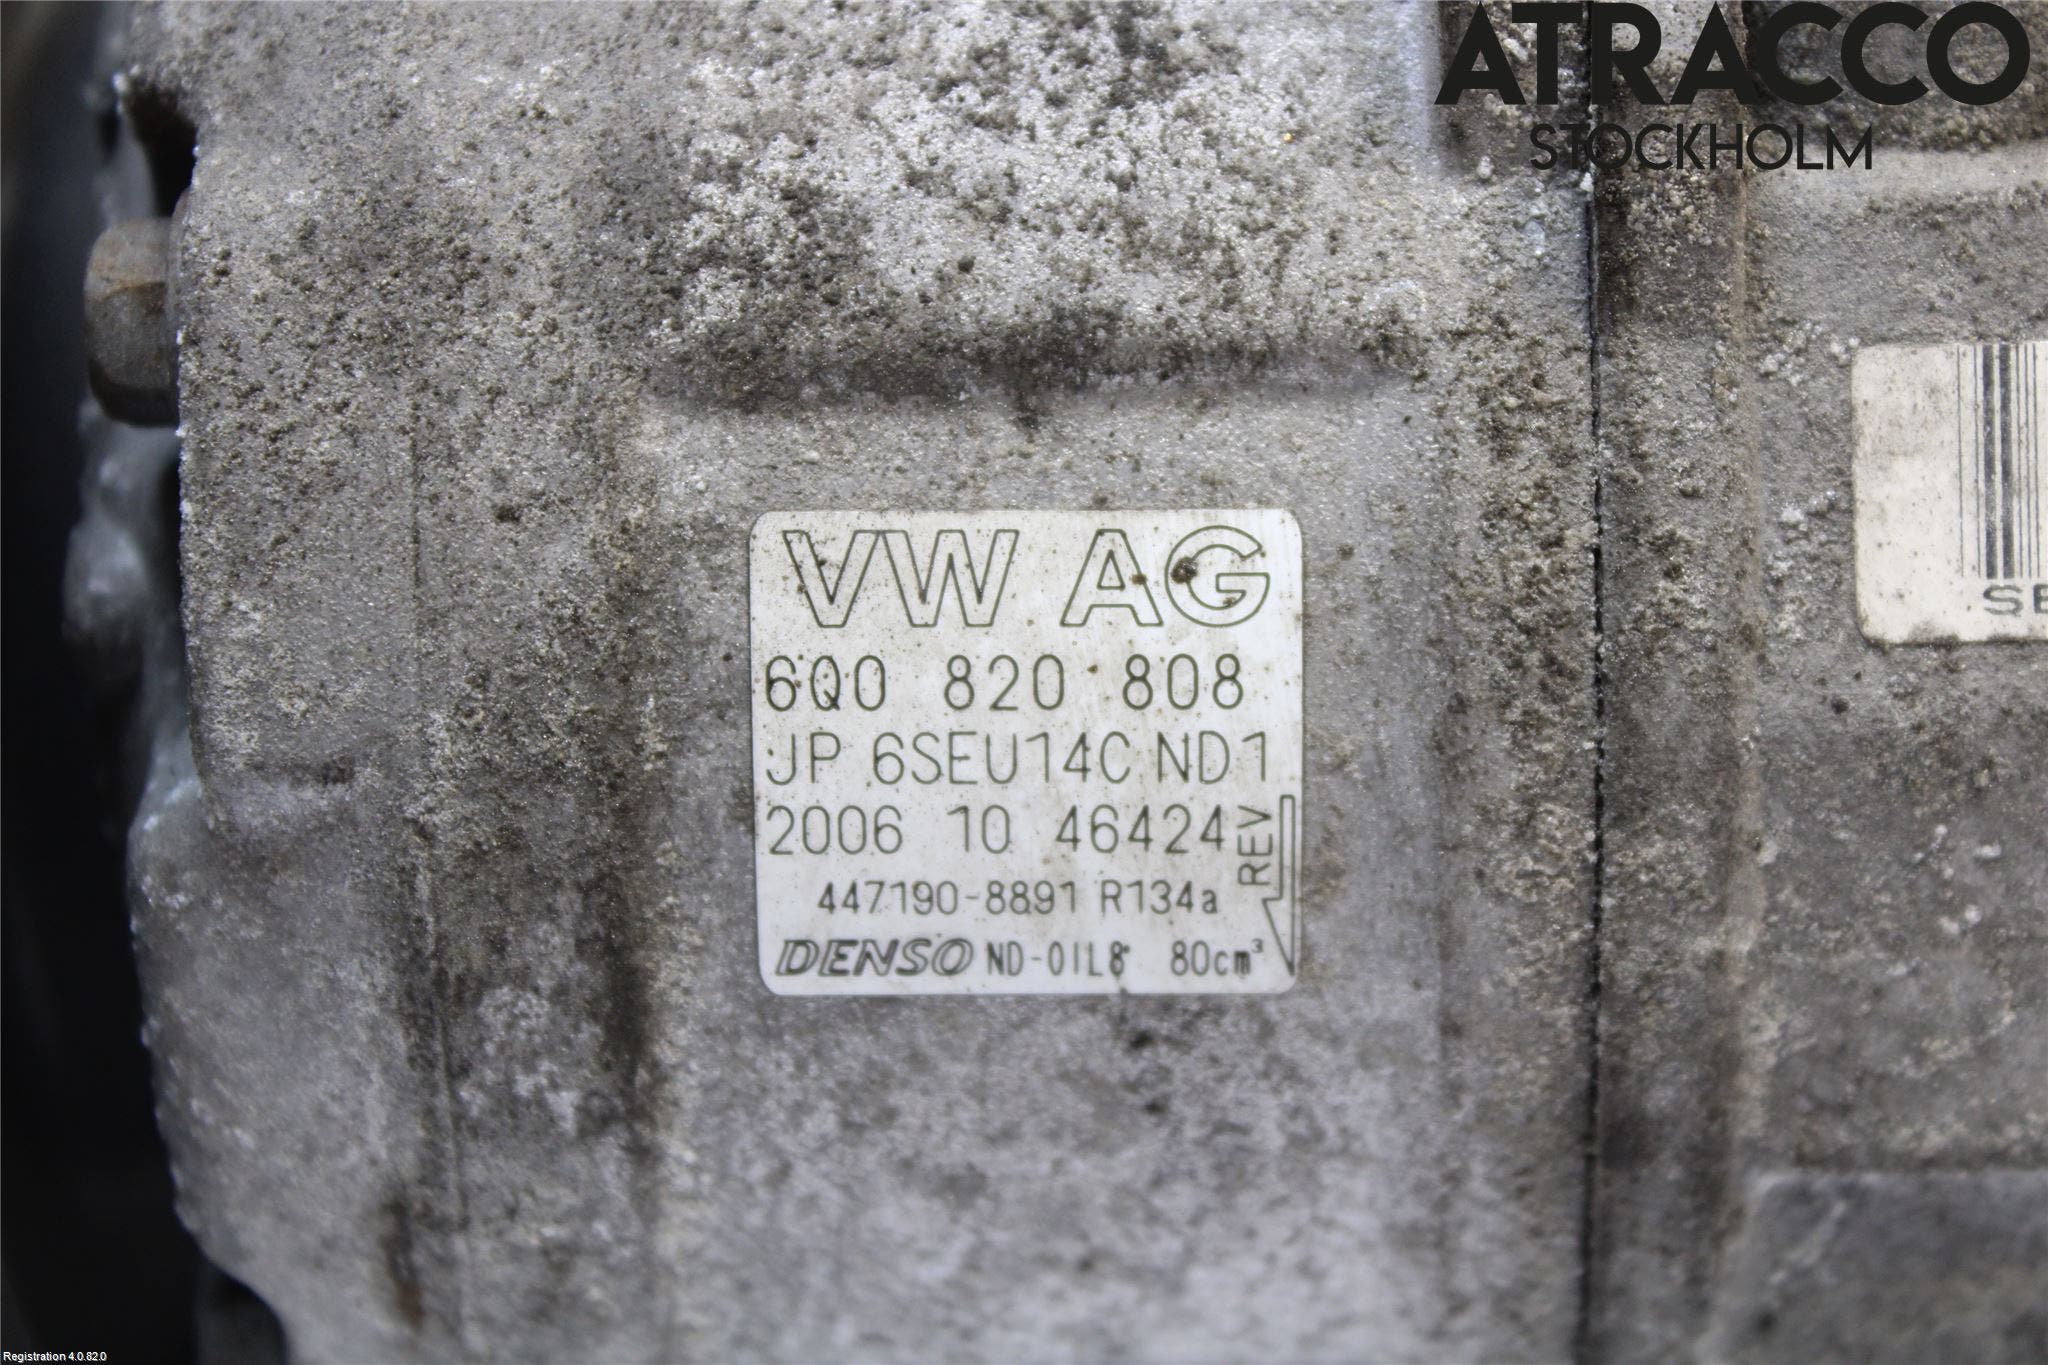 ATRACCO
STOCKHOLM
VW AG
6Q0 820 808
JP 6SEU14C ND1
2006 10 46424
REV
447190-8891 R134a
DENSO ND-OIL8 80cm³
Registration 4.0.82.0